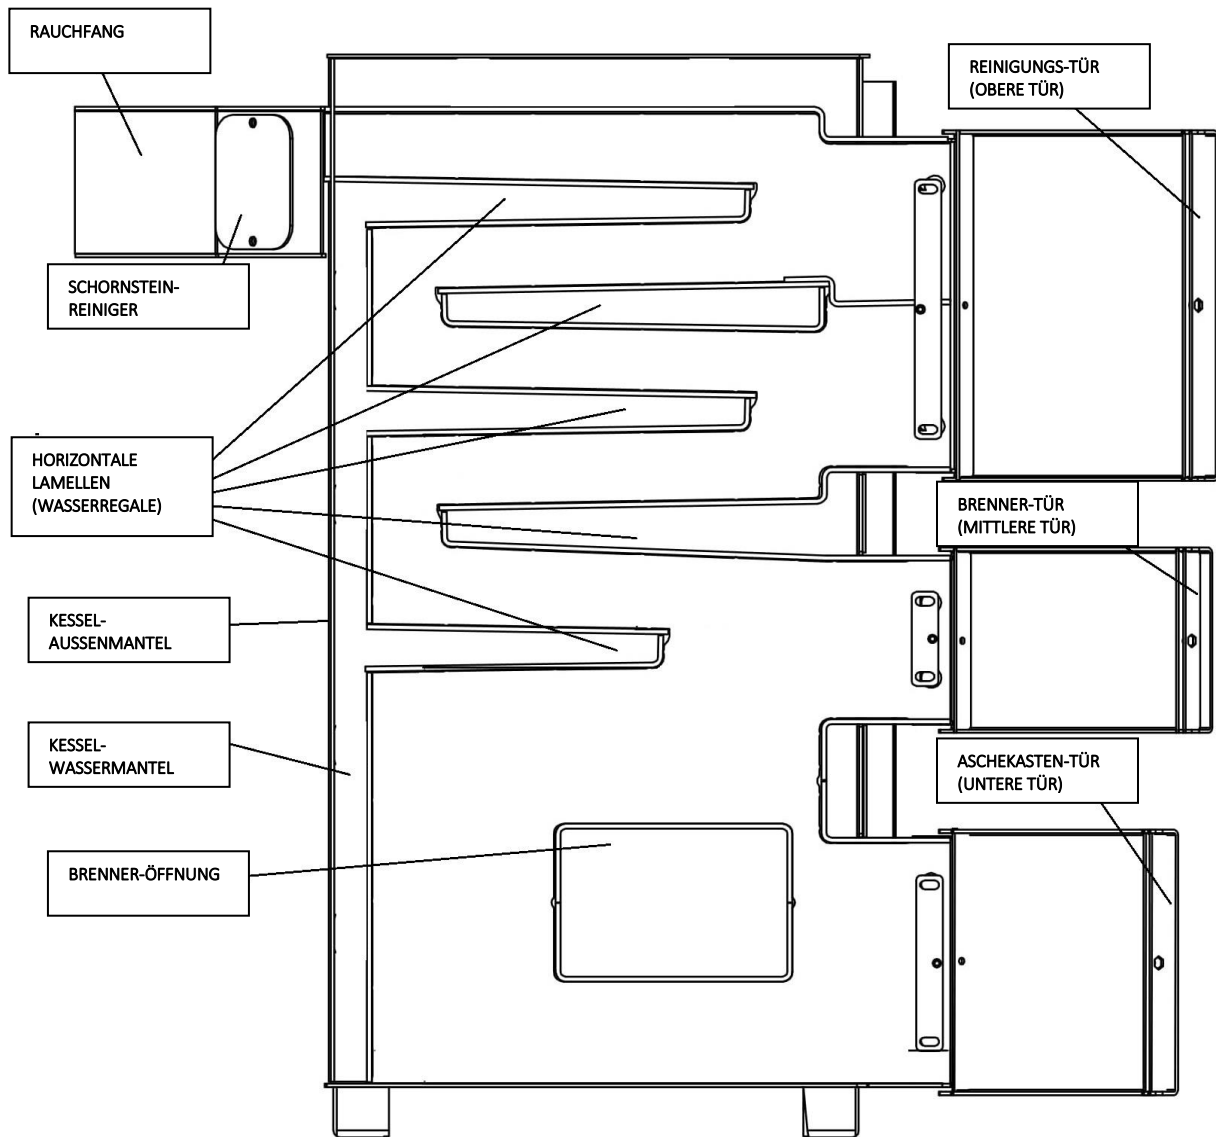 RAUCHFANG
REINIGUNGS-TÜR
(OBERE TÜR)
SCHORNSTEIN-
REINIGER
HORIZONTALE
LAMELLEN
(WASSERREGALE)
BRENNER-TÜR
(MITTLERE TÜR)
KESSEL-
AUSSENMANTEL
KESSEL-
WASSERMANTEL
ASCHEKASTEN-TÜR
(UNTERE TÜR)
BRENNER-ÖFFNUNG